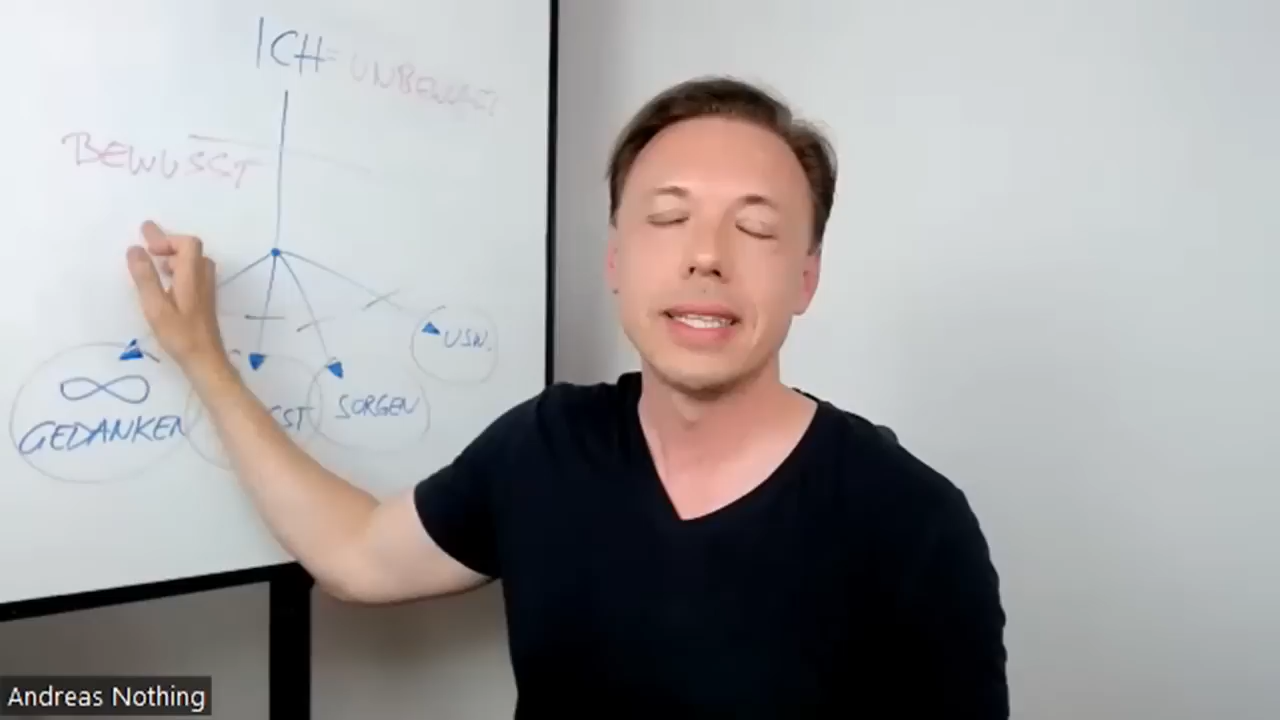 ICH = UNBEWUSST
BEWUSST
USW.
∞
GEDANKEN
SORGEN
Andreas Nothing